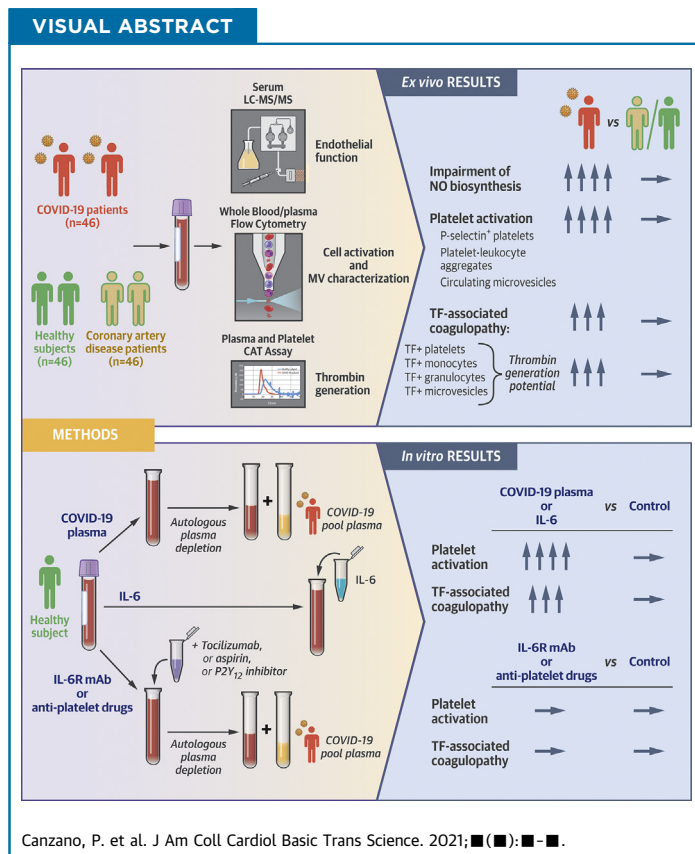 VISUAL ABSTRACT
COVID-19 patients
(n=46)
Healthy
subjects
(n=46)
Coronary artery
disease patients
(n=46)
Serum
LC-MS/MS
Endothelial
function
Whole Blood/plasma
Flow Cytometry
Cell activation
and
MV characterization
Plasma and Platelet
CAT Assay
Thrombin
generation
Ex vivo RESULTS
vs
Impairment of
NO biosynthesis
Platelet activation
P-selectin⁺ platelets
Platelet-leukocyte
aggregates
Circulating microvesicles
TF-associated
coagulopathy:
TF+ platelets
TF+ monocytes
TF+ granulocytes
TF+ microvesicles
Thrombin
generation
potential
METHODS
COVID-19
plasma
Autologous
plasma
depletion
+
COVID-19
pool plasma
Healthy
subject
IL-6
IL-6
IL-6R mAb
or
anti-platelet drugs
+ Tocilizumab,
or aspirin,
or P2Y₁₂ inhibitor
Autologous
plasma
depletion
+
COVID-19
pool plasma
In vitro RESULTS
COVID-19 plasma
or
IL-6
vs
Control
Platelet
activation
TF-associated
coagulopathy
IL-6R mAb
or
anti-platelet drugs
vs
Control
Platelet
activation
TF-associated
coagulopathy
Canzano, P. et al. J Am Coll Cardiol Basic Trans Science. 2021;■(■):■-■.